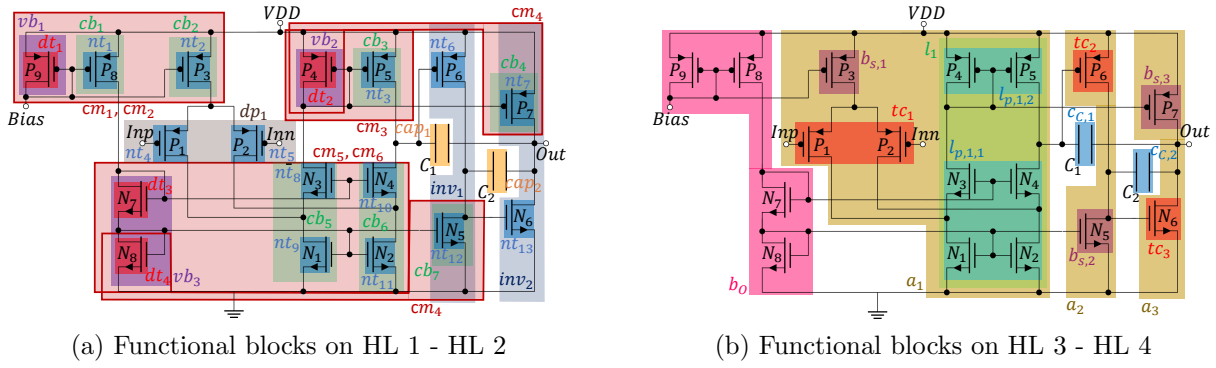 vb1 cb1 cb2 VDD cm4
dt1 nt1 nt2 vb2 cb3 nt6
P9 P8 P3 P4 P5 P6 cb4
nt7
dt2 nt3 P7
Bias cm1, cm2 cm3
dp1 cap1
Inp Inn Out
nt4 P1 P2 nt5 cm5, cm6 C1
nt8
dt3 N3 N4 C2 cap2
N7 nt10 inv1
cb5 cb6 N5 N6
N8 nt9 N1 N2 nt12 nt13
dt4 vb3 nt11 cb7
inv2
cm4
(a) Functional blocks on HL 1 - HL 2
VDD
l1 tc2
P9 P8 P3 bs,1 P4 P5 P6 bs,3
lp,1,2 P7
Bias
tc1 cC,1
Inp Inn Out
P1 P2 lp,1,1 C1 cC,2
N3 N4 C2
N7
N5 N6
N8 N1 N2 bs,2 tc3
bO a1 a2 a3
(b) Functional blocks on HL 3 - HL 4